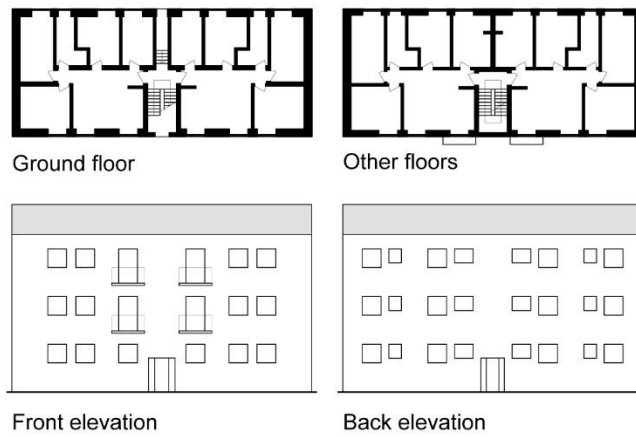 Ground floor
Other floors
Front elevation
Back elevation